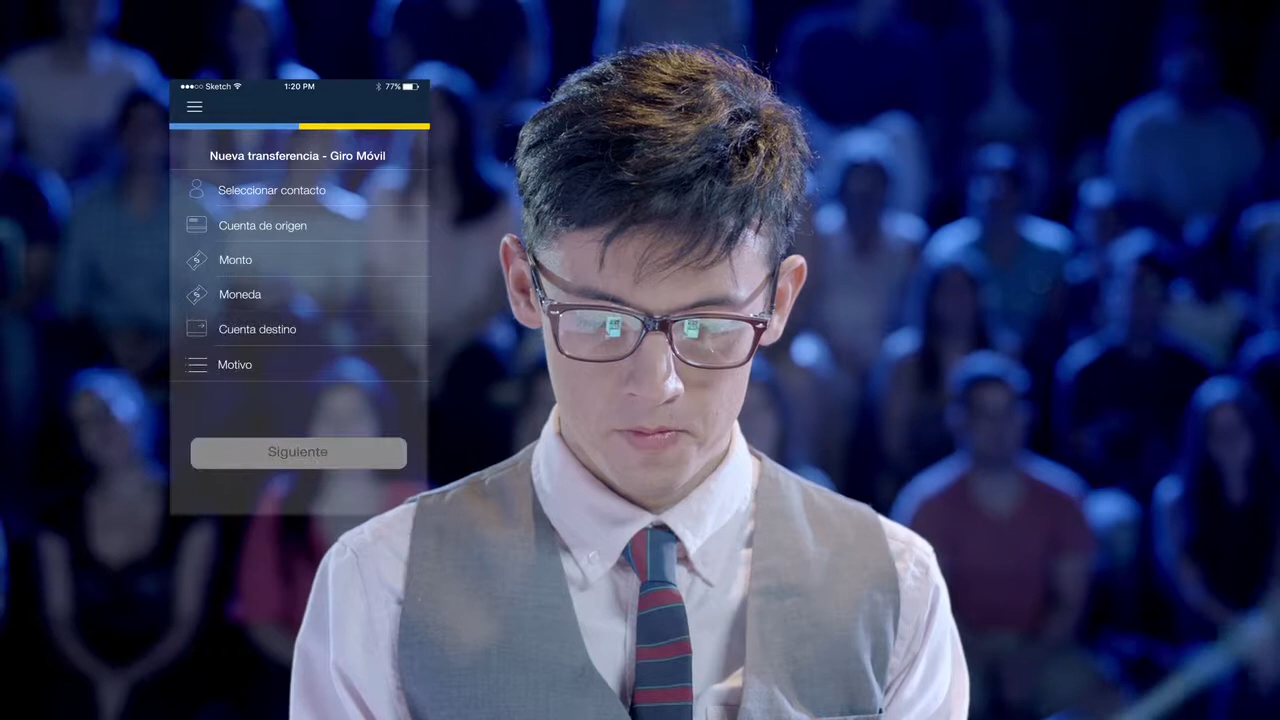 Sketch 1:20 PM 77%
Nueva transferencia - Giro Móvil
Seleccionar contacto
Cuenta de origen
Monto
Moneda
Cuenta destino
Motivo
Siguiente